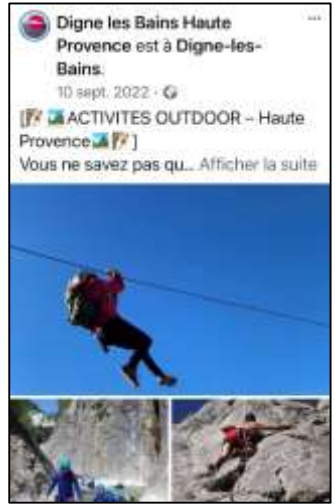 Digne les Bains Haute
Provence est à Digne-les-
Bains.
10 sept. 2022 ·
[🧗🏞️ACTIVITES OUTDOOR – Haute
Provence🏞️🧗]
Vous ne savez pas qu... Afficher la suite